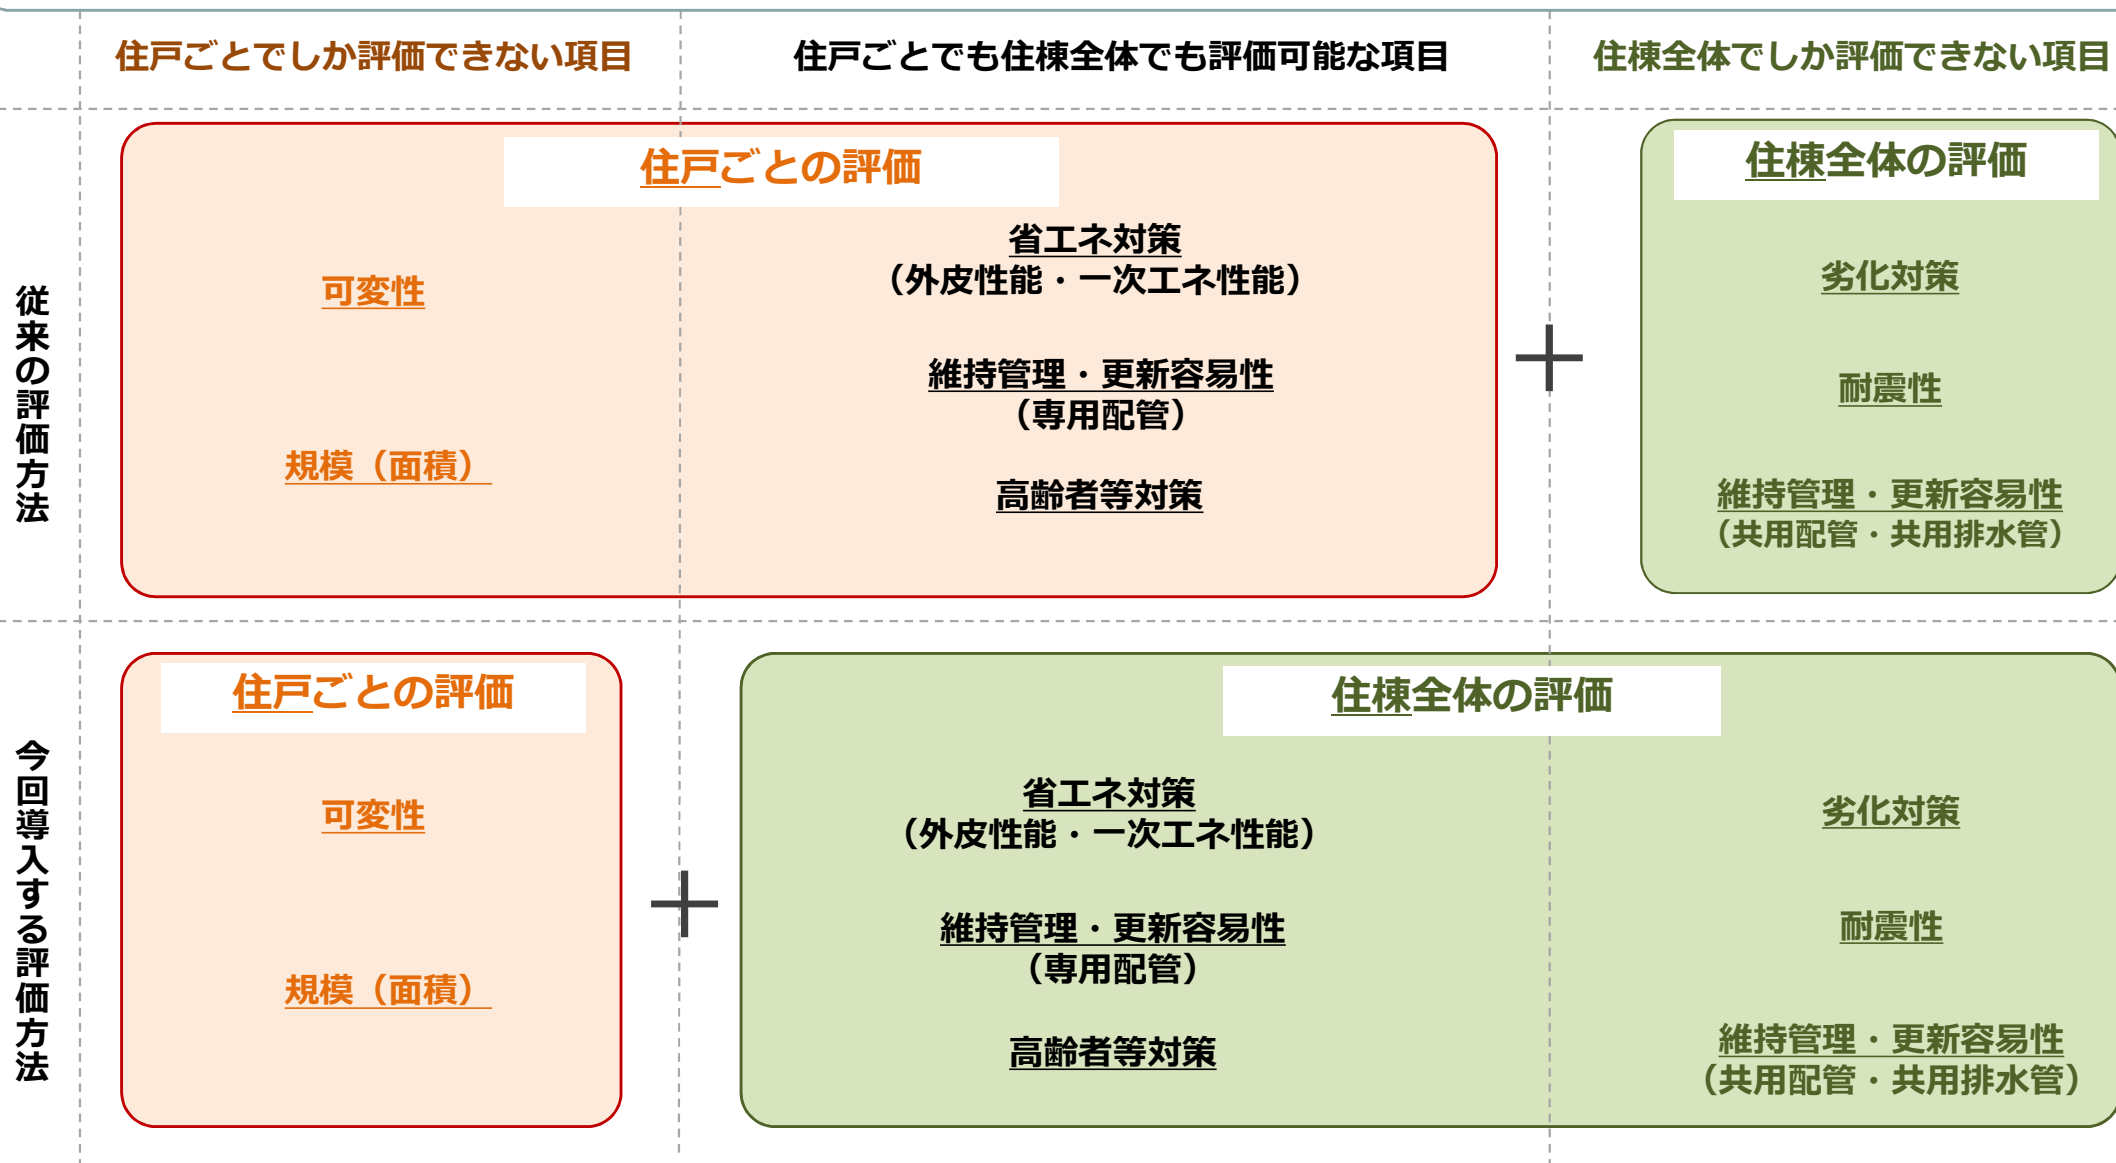 住戸ごとでしか評価できない項目
住戸ごとでも住棟全体でも評価可能な項目
住棟全体でしか評価できない項目
従来の評価方法
住戸ごとの評価
可変性
規模（面積）
省エネ対策
（外皮性能・一次エネ性能）
維持管理・更新容易性
（専用配管）
高齢者等対策
＋
住棟全体の評価
劣化対策
耐震性
維持管理・更新容易性
（共用配管・共用排水管）
今回導入する評価方法
住戸ごとの評価
可変性
規模（面積）
＋
住棟全体の評価
省エネ対策
（外皮性能・一次エネ性能）
維持管理・更新容易性
（専用配管）
高齢者等対策
劣化対策
耐震性
維持管理・更新容易性
（共用配管・共用排水管）